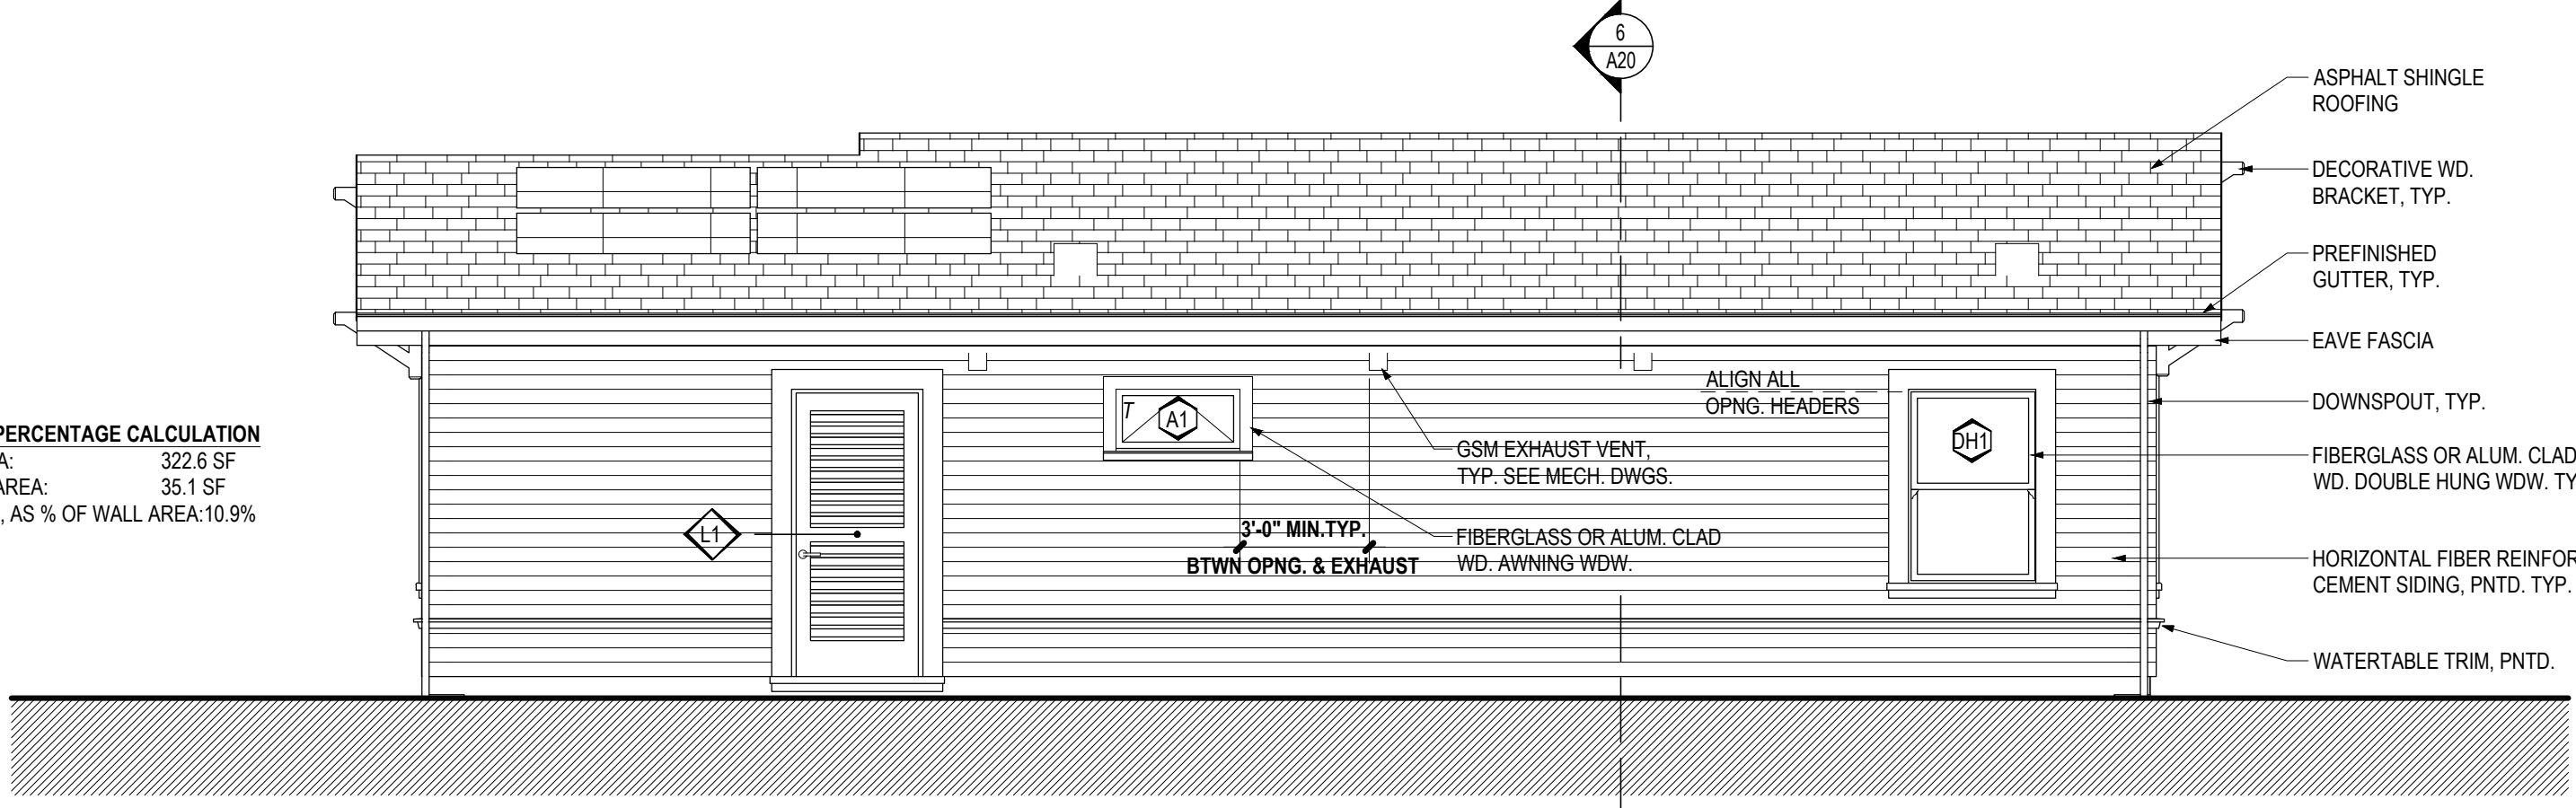 6
A20
ASPHALT SHINGLE
ROOFING
DECORATIVE WD.
BRACKET, TYP.
PREFINISHED
GUTTER, TYP.
EAVE FASCIA
DOWNSPOUT, TYP.
FIBERGLASS OR ALUM. CLAD
WD. DOUBLE HUNG WDW. TY
HORIZONTAL FIBER REINFOR
CEMENT SIDING, PNTD. TYP.
WATERTABLE TRIM, PNTD.
ALIGN ALL
OPNG. HEADERS
DH1
T
A1
GSM EXHAUST VENT,
TYP. SEE MECH. DWGS.
3'-0" MIN.TYP.
BTWN OPNG. & EXHAUST
FIBERGLASS OR ALUM. CLAD
WD. AWNING WDW.
L1
PERCENTAGE CALCULATION
A: 322.6 SF
AREA: 35.1 SF
, AS % OF WALL AREA:10.9%